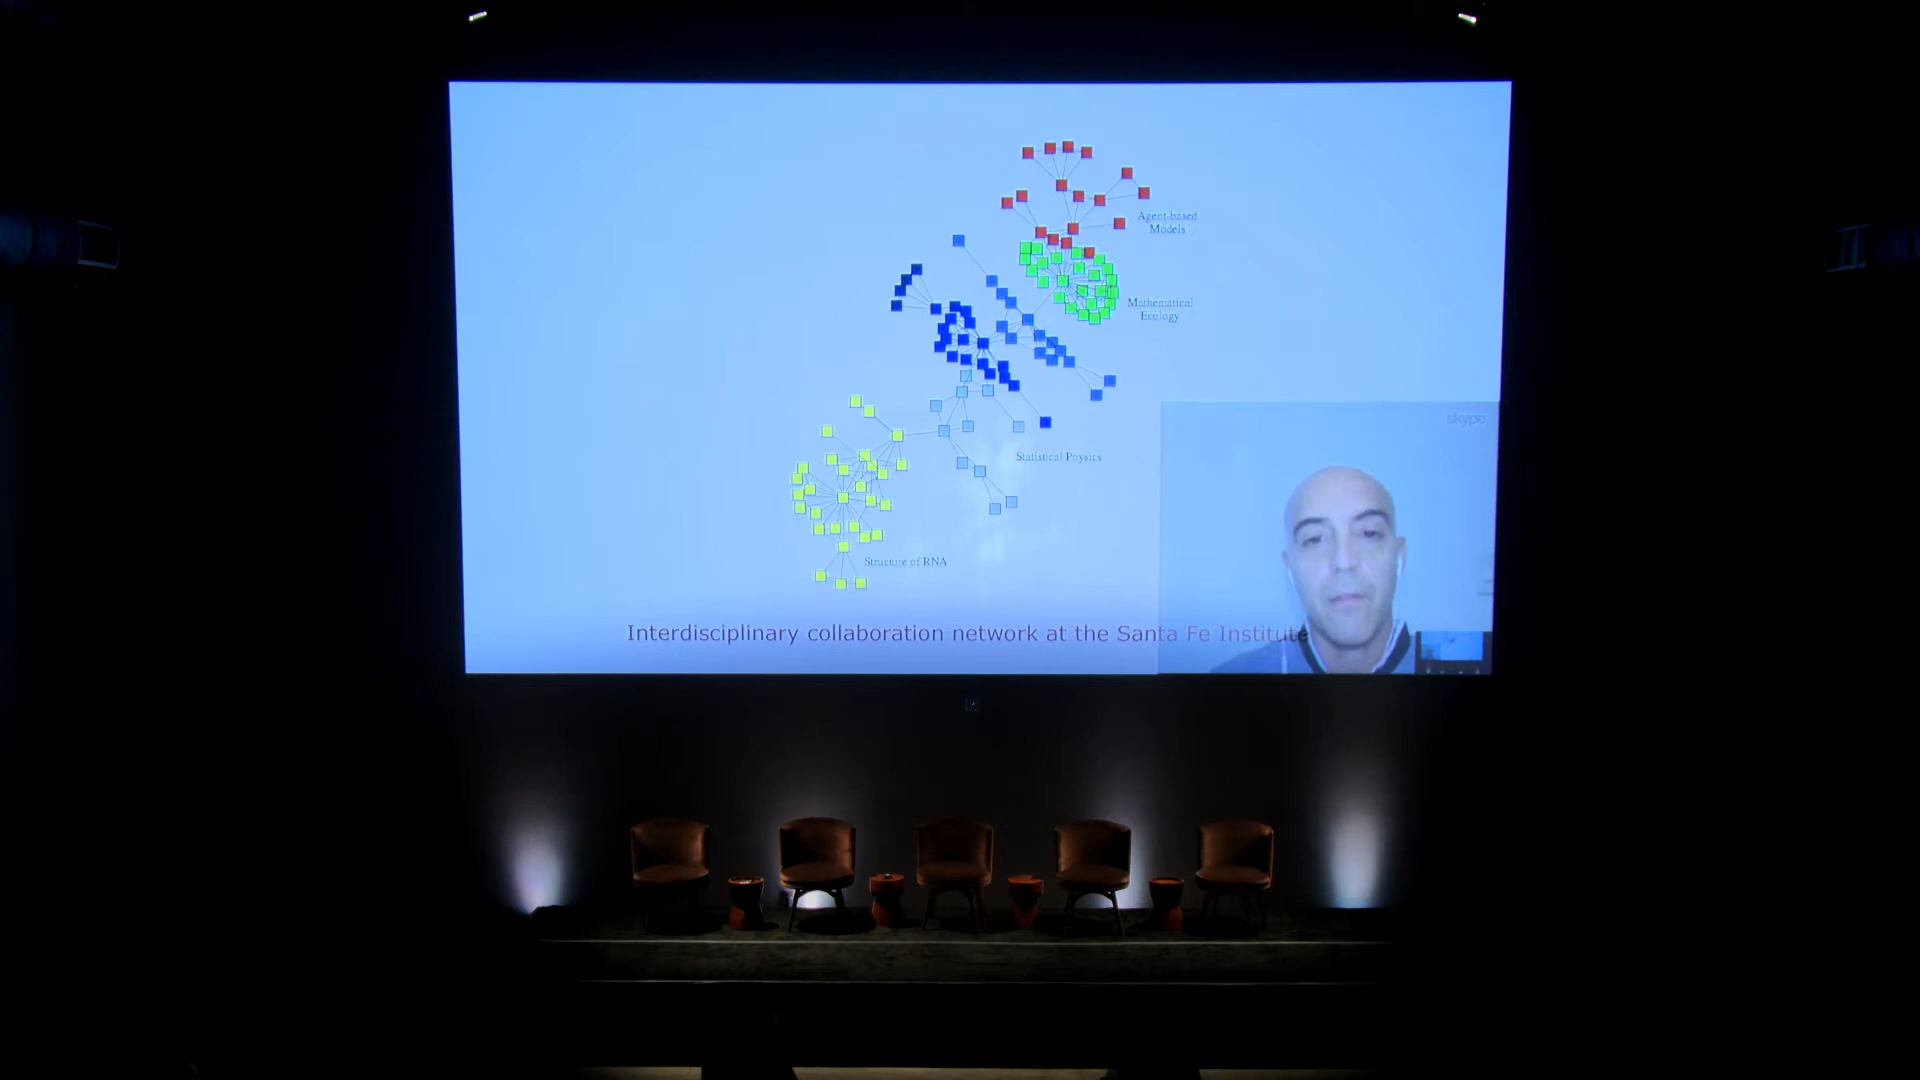 Agent-based
Models
Mathematical
Ecology
skype
Statistical Physics
Structure of RNA
Interdisciplinary collaboration network at the Santa Fe Institute